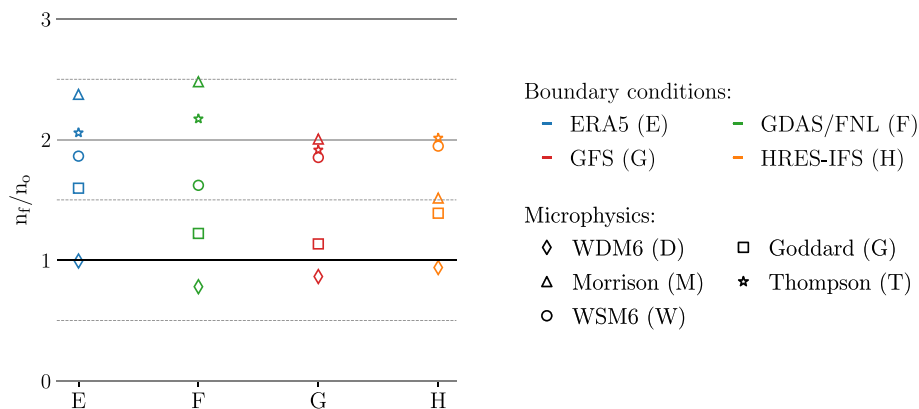 3
2
1
0
n_f/n_o
E F G H
Boundary conditions:
ERA5 (E) GDAS/FNL (F)
GFS (G) HRES-IFS (H)
Microphysics:
WDM6 (D) Goddard (G)
Morrison (M) Thompson (T)
WSM6 (W)